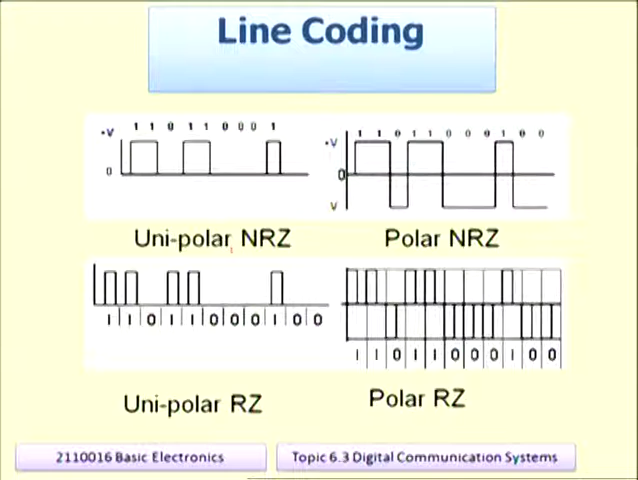 Line Coding
+V 1 1 0 1 1 0 0 0 1
0
1 1 0 1 1 0 0 0 1 0 0
+V
0
V
Uni-polar NRZ
Polar NRZ
1 1 0 1 1 0 0 0 1 0 0
1 1 0 1 1 0 0 0 1 0 0
Uni-polar RZ
Polar RZ
2110016 Basic Electronics
Topic 6.3 Digital Communication Systems